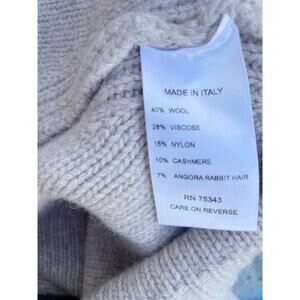 MADE IN ITALY
40% WOOL
28% VISCOSE
15% NYLON
10% CASHMERE
7% ANGORA RABBIT HAIR
RN 75343
CARE ON REVERSE